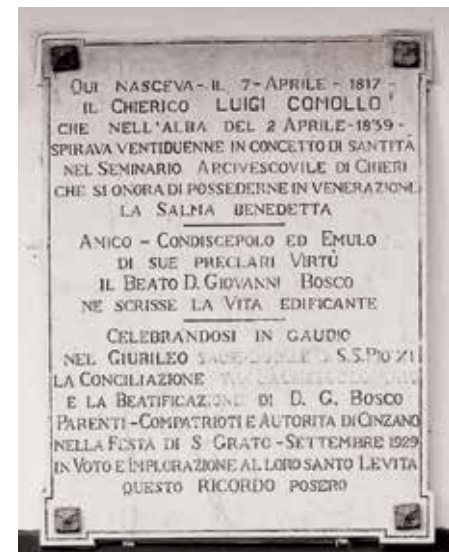 QUI NASCEVA - IL 7 - APRILE - 1817 -
IL CHIERICO LUIGI COMOLLO
CHE NELL'ALBA DEL 2 APRILE - 1839 -
SPIRAVA VENTIDUENNE IN CONCETTO DI SANTITÀ
NEL SEMINARIO ARCIVESCOVILE DI CHIERI
CHE SI ONORA DI POSSEDERNE IN VENERAZIONE
LA SALMA BENEDETTA
AMICO - CONDISCEPOLO ED EMULO
DI SUE PRECLARI VIRTÙ
IL BEATO D. GIOVANNI BOSCO
NE SCRISSE LA VITA EDIFICANTE
CELEBRANDOSI IN GAUDIO
NEL GIUBILEO S.S. PIO XI
LA CONCILIAZIONE
E LA BEATIFICAZIONE DI D. G. BOSCO
PARENTI - COMPATRIOTI E AUTORITA DI CINZANO
NELLA FESTA DI S GRATO - SETTEMBRE 1929
IN VOTO E IMPLORAZIONE AL LORO SANTO LEVITA
QUESTO RICORDO POSERO